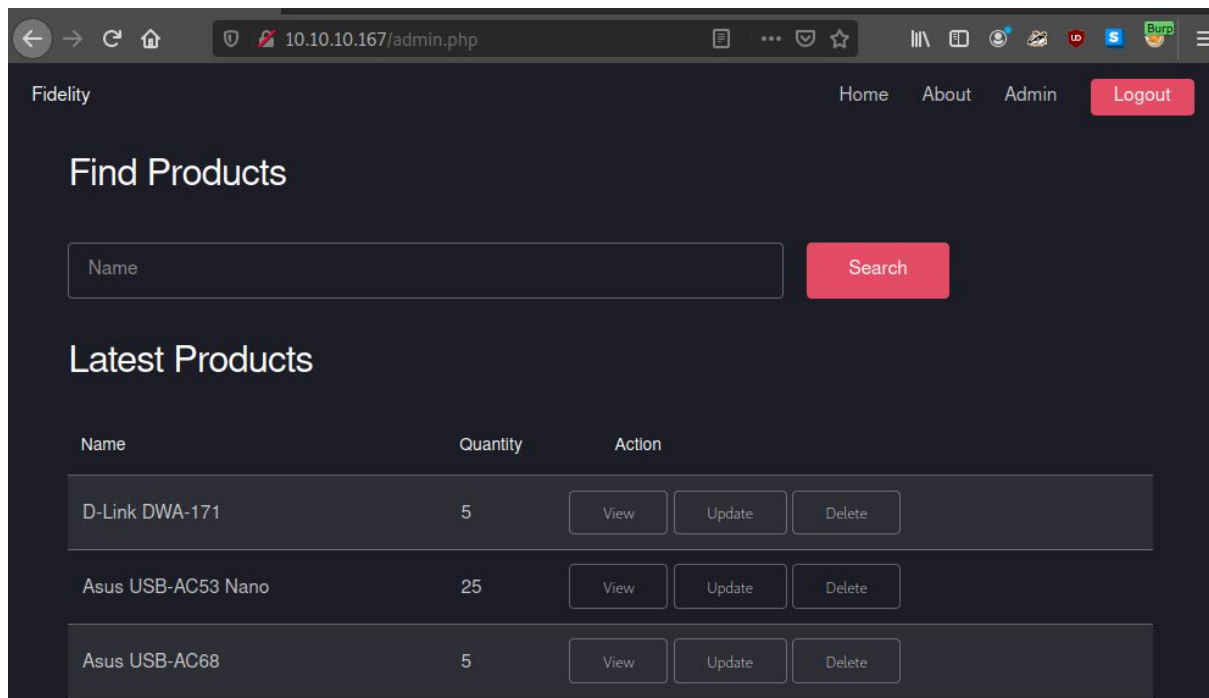 10.10.10.167/admin.php
Burp
Fidelity Home About Admin Logout
Find Products
Name Search
Latest Products
Name Quantity Action
D-Link DWA-171 5 View Update Delete
Asus USB-AC53 Nano 25 View Update Delete
Asus USB-AC68 5 View Update Delete